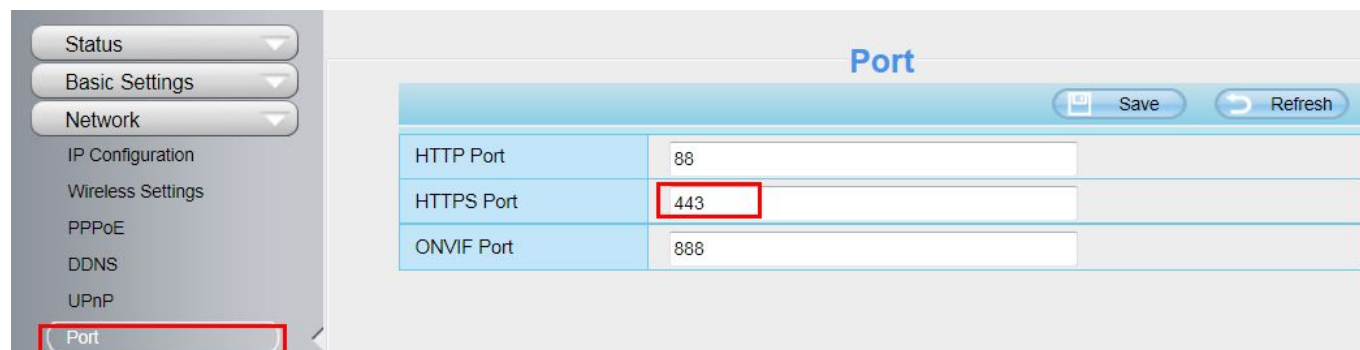 Status
Basic Settings
Network
IP Configuration
Wireless Settings
PPPoE
DDNS
UPnP
Port
Port
Save Refresh
HTTP Port 88
HTTPS Port 443
ONVIF Port 888